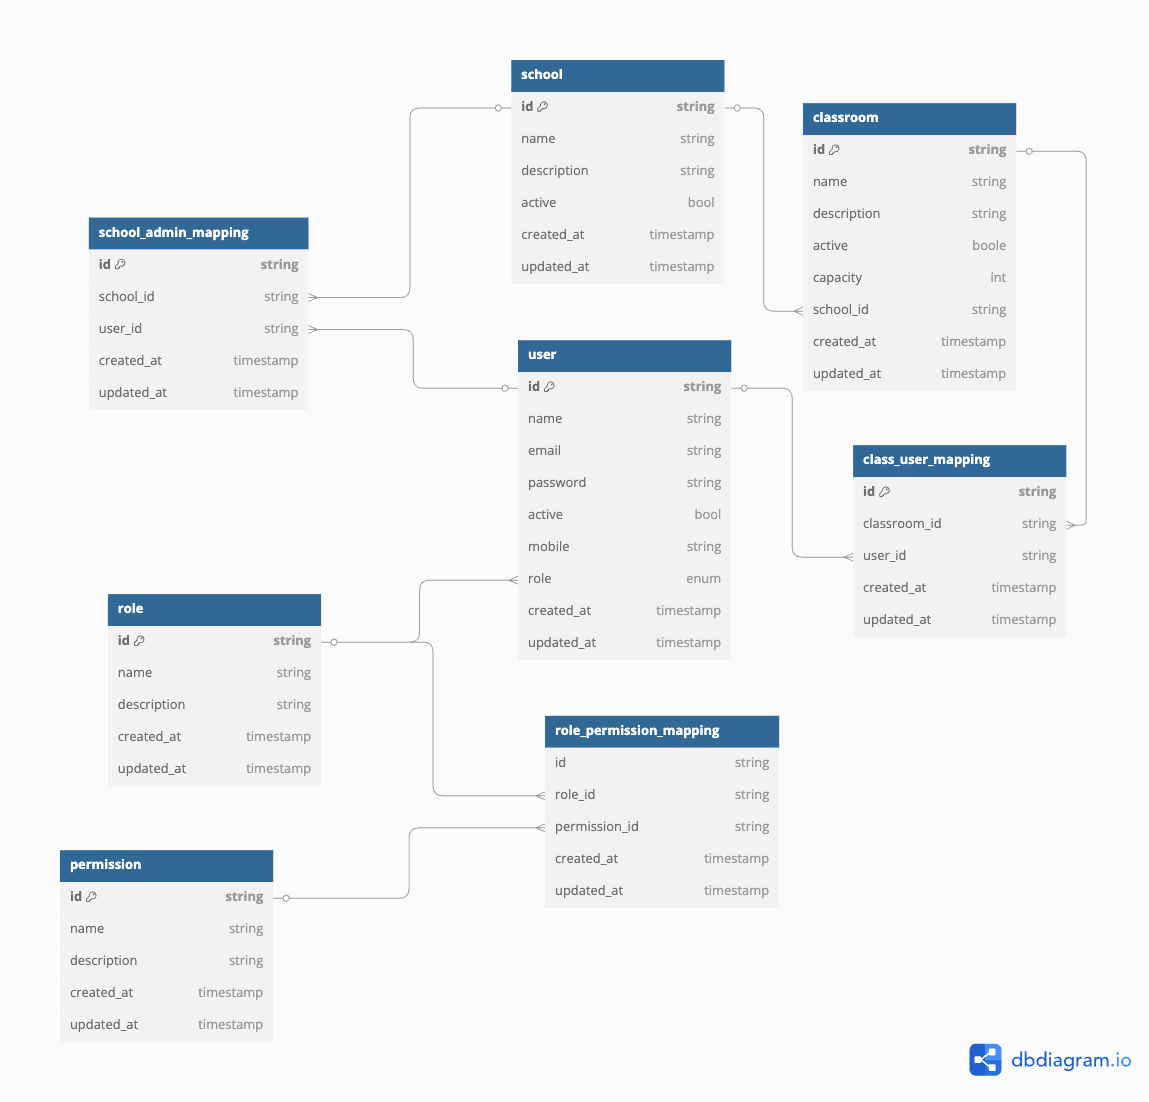 school
id string
name string
description string
active bool
created_at timestamp
updated_at timestamp
classroom
id string
name string
description string
active boole
capacity int
school_id string
created_at timestamp
updated_at timestamp
school_admin_mapping
id string
school_id string
user_id string
created_at timestamp
updated_at timestamp
user
id string
name string
email string
password string
active bool
mobile string
role enum
created_at timestamp
updated_at timestamp
class_user_mapping
id string
classroom_id string
user_id string
created_at timestamp
updated_at timestamp
role
id string
name string
description string
created_at timestamp
updated_at timestamp
role_permission_mapping
id string
role_id string
permission_id string
created_at timestamp
updated_at timestamp
permission
id string
name string
description string
created_at timestamp
updated_at timestamp
dbdiagram.io